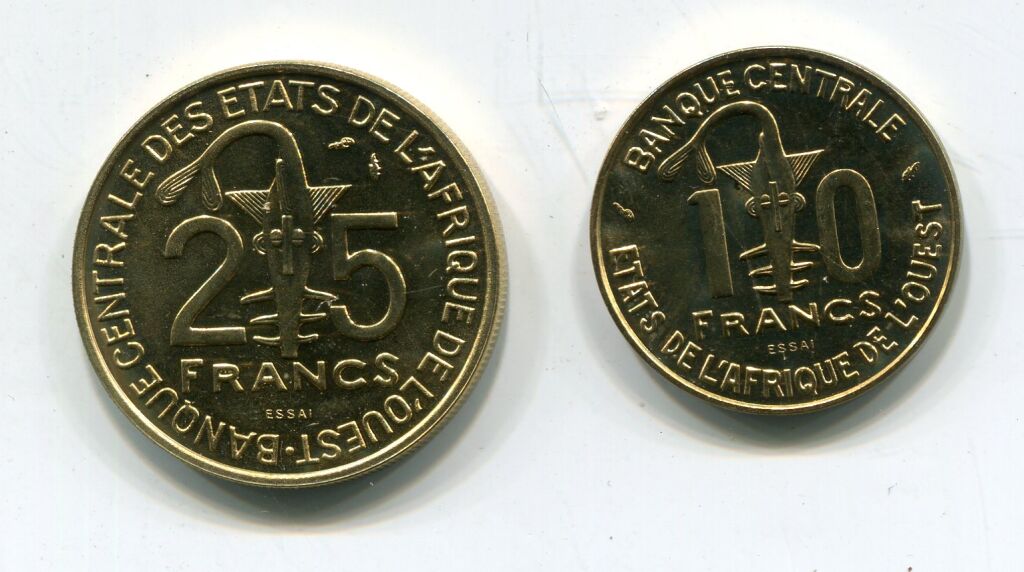 BANQUE CENTRALE DES ETATS DE L'AFRIQUE DE L'OUEST·
25
FRANCS
ESSAI
BANQUE CENTRALE
10
FRANCS
ESSAI
ETATS DE L'AFRIQUE DE L'OUEST